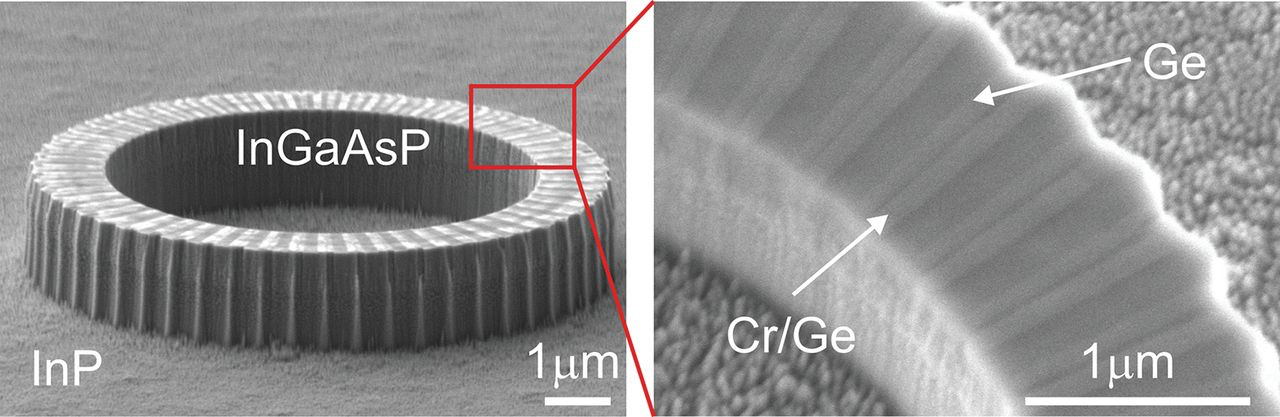 InGaAsP
InP
1μm
Ge
Cr/Ge
1μm